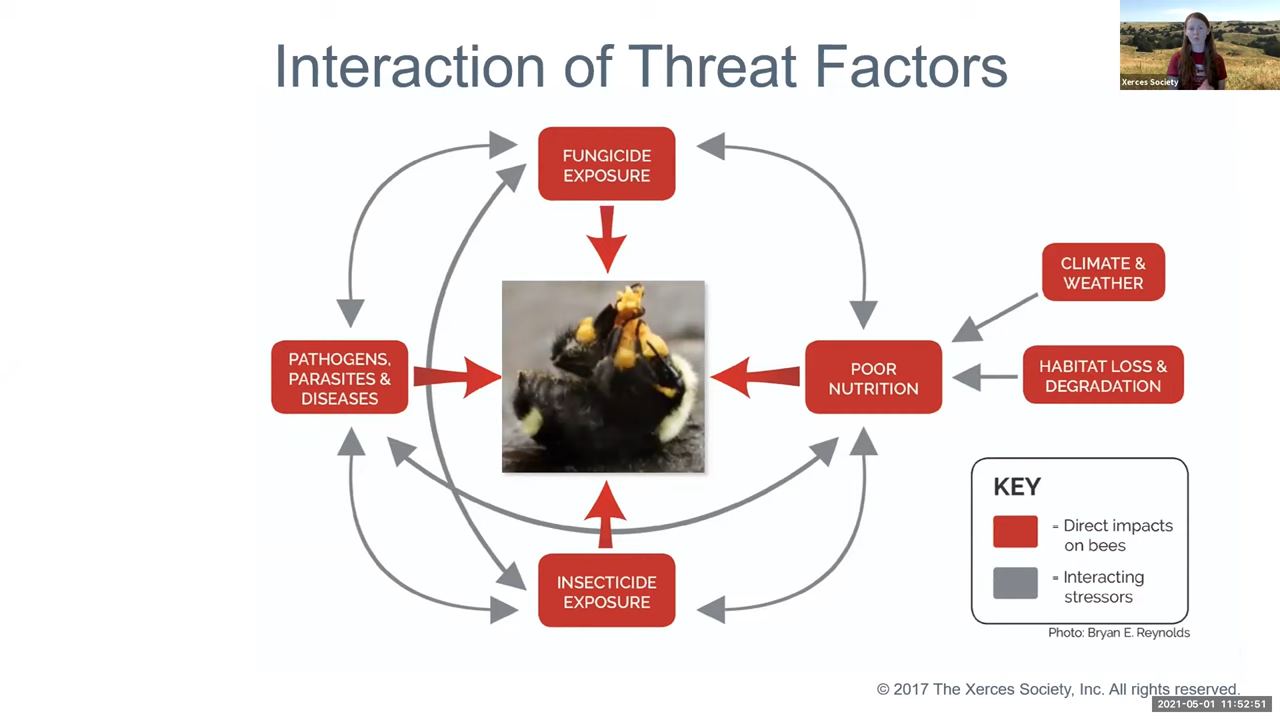 Interaction of Threat Factors
Xerces Society
FUNGICIDE
EXPOSURE
CLIMATE &
WEATHER
PATHOGENS,
PARASITES &
DISEASES
POOR
NUTRITION
HABITAT LOSS &
DEGRADATION
INSECTICIDE
EXPOSURE
KEY
= Direct impacts
on bees
= Interacting
stressors
Photo: Bryan E. Reynolds
© 2017 The Xerces Society, Inc. All rights reserved.
2021-05-01 11:52:51